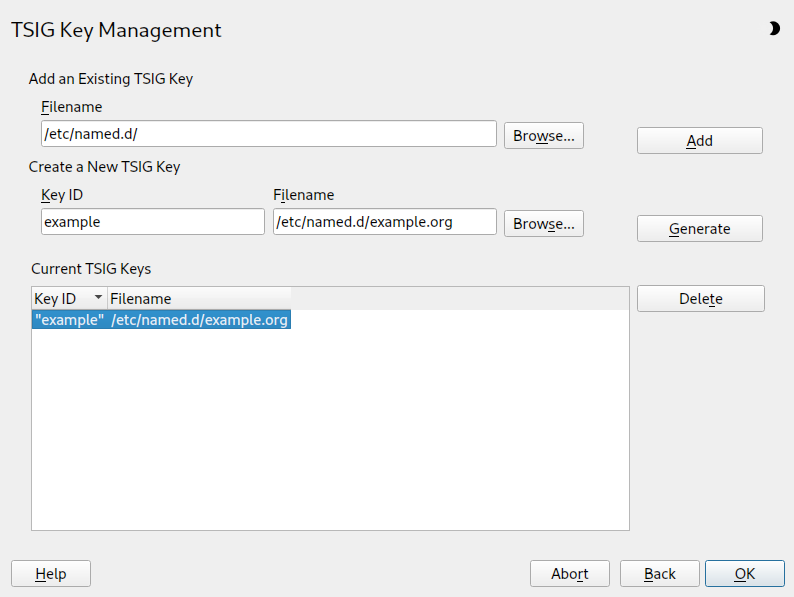 TSIG Key Management
Add an Existing TSIG Key
Filename
/etc/named.d/ Browse... Add
Create a New TSIG Key
Key ID Filename
example /etc/named.d/example.org Browse... Generate
Current TSIG Keys
Key ID Filename Delete
"example" /etc/named.d/example.org
Help Abort Back OK